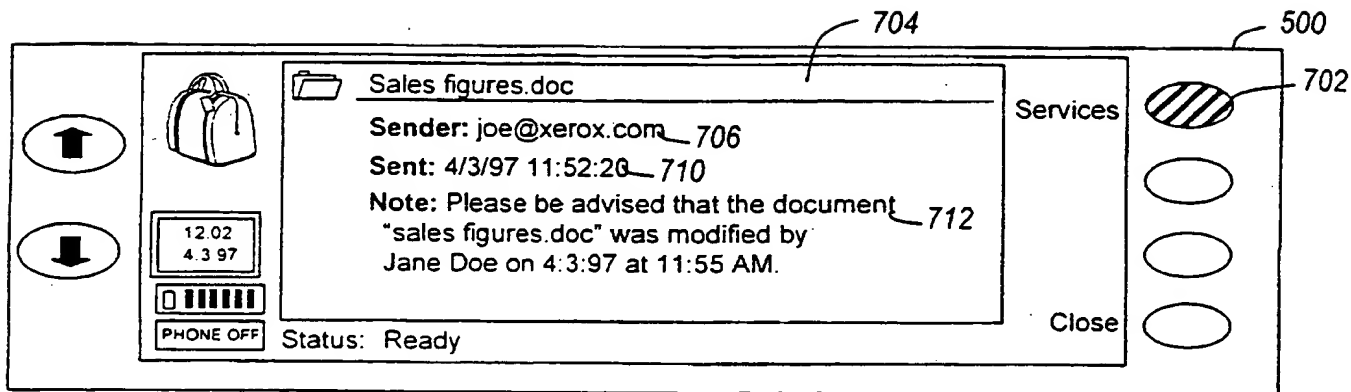 704
500
702
Sales figures.doc
Services
Sender: joe@xerox.com 706
Sent: 4/3/97 11:52:20 710
Note: Please be advised that the document 712
“sales figures.doc” was modified by
Jane Doe on 4:3:97 at 11:55 AM.
12.02
4.3 97
PHONE OFF
Status: Ready
Close